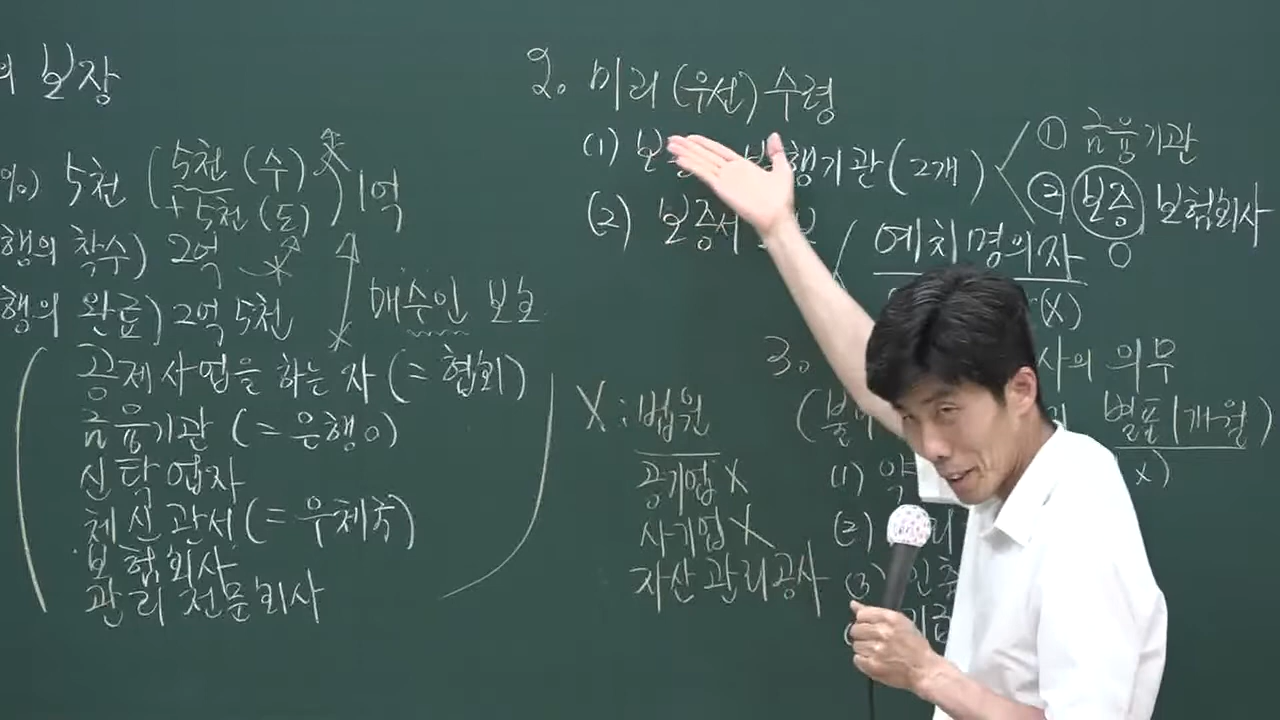 의 보장
%) 5천 (5천 (수) + 5천 (토)) 1억
행의 착수) 2억
행의 완료) 2억 5천
매수인 보호
공제사업을 하는 자 (= 협회)
금융기관 (= 은행)
신탁업자
체신관서 (= 우체국)
보험회사
관리 전문회사
X : 법원
공기업 X
사기업 X
자산관리공사
2. 미리 (우선) 수령
(1) 보 행기관 (2개)
① 금융기관
② 보증 보험회사
(2) 보증서
예치명의자
(X)
3. 사의 의무
별표 1개월)
X)
(1) 약
(2)
(3) 인